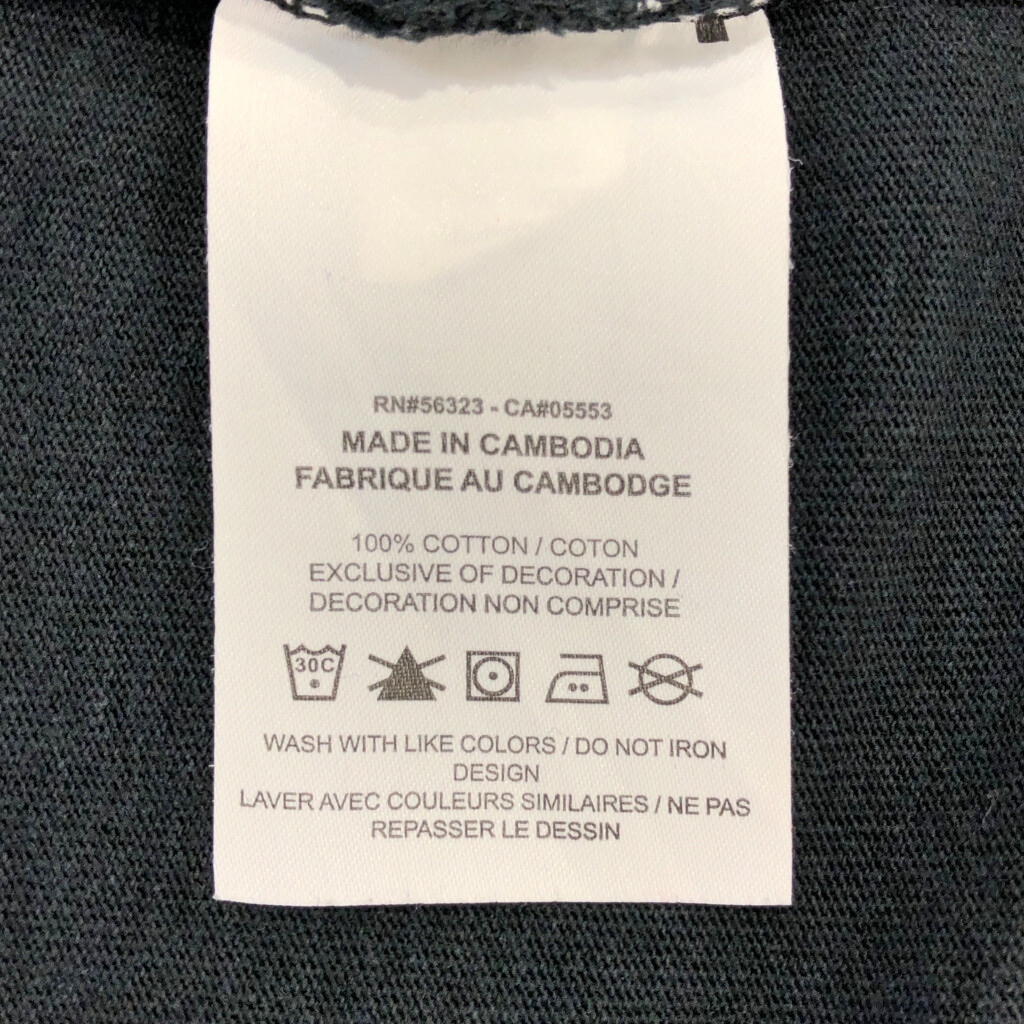 RN#56323 - CA#05553
MADE IN CAMBODIA
FABRIQUE AU CAMBODGE
100% COTTON / COTON
EXCLUSIVE OF DECORATION /
DECORATION NON COMPRISE
30C
WASH WITH LIKE COLORS / DO NOT IRON
DESIGN
LAVER AVEC COULEURS SIMILAIRES / NE PAS
REPASSER LE DESSIN